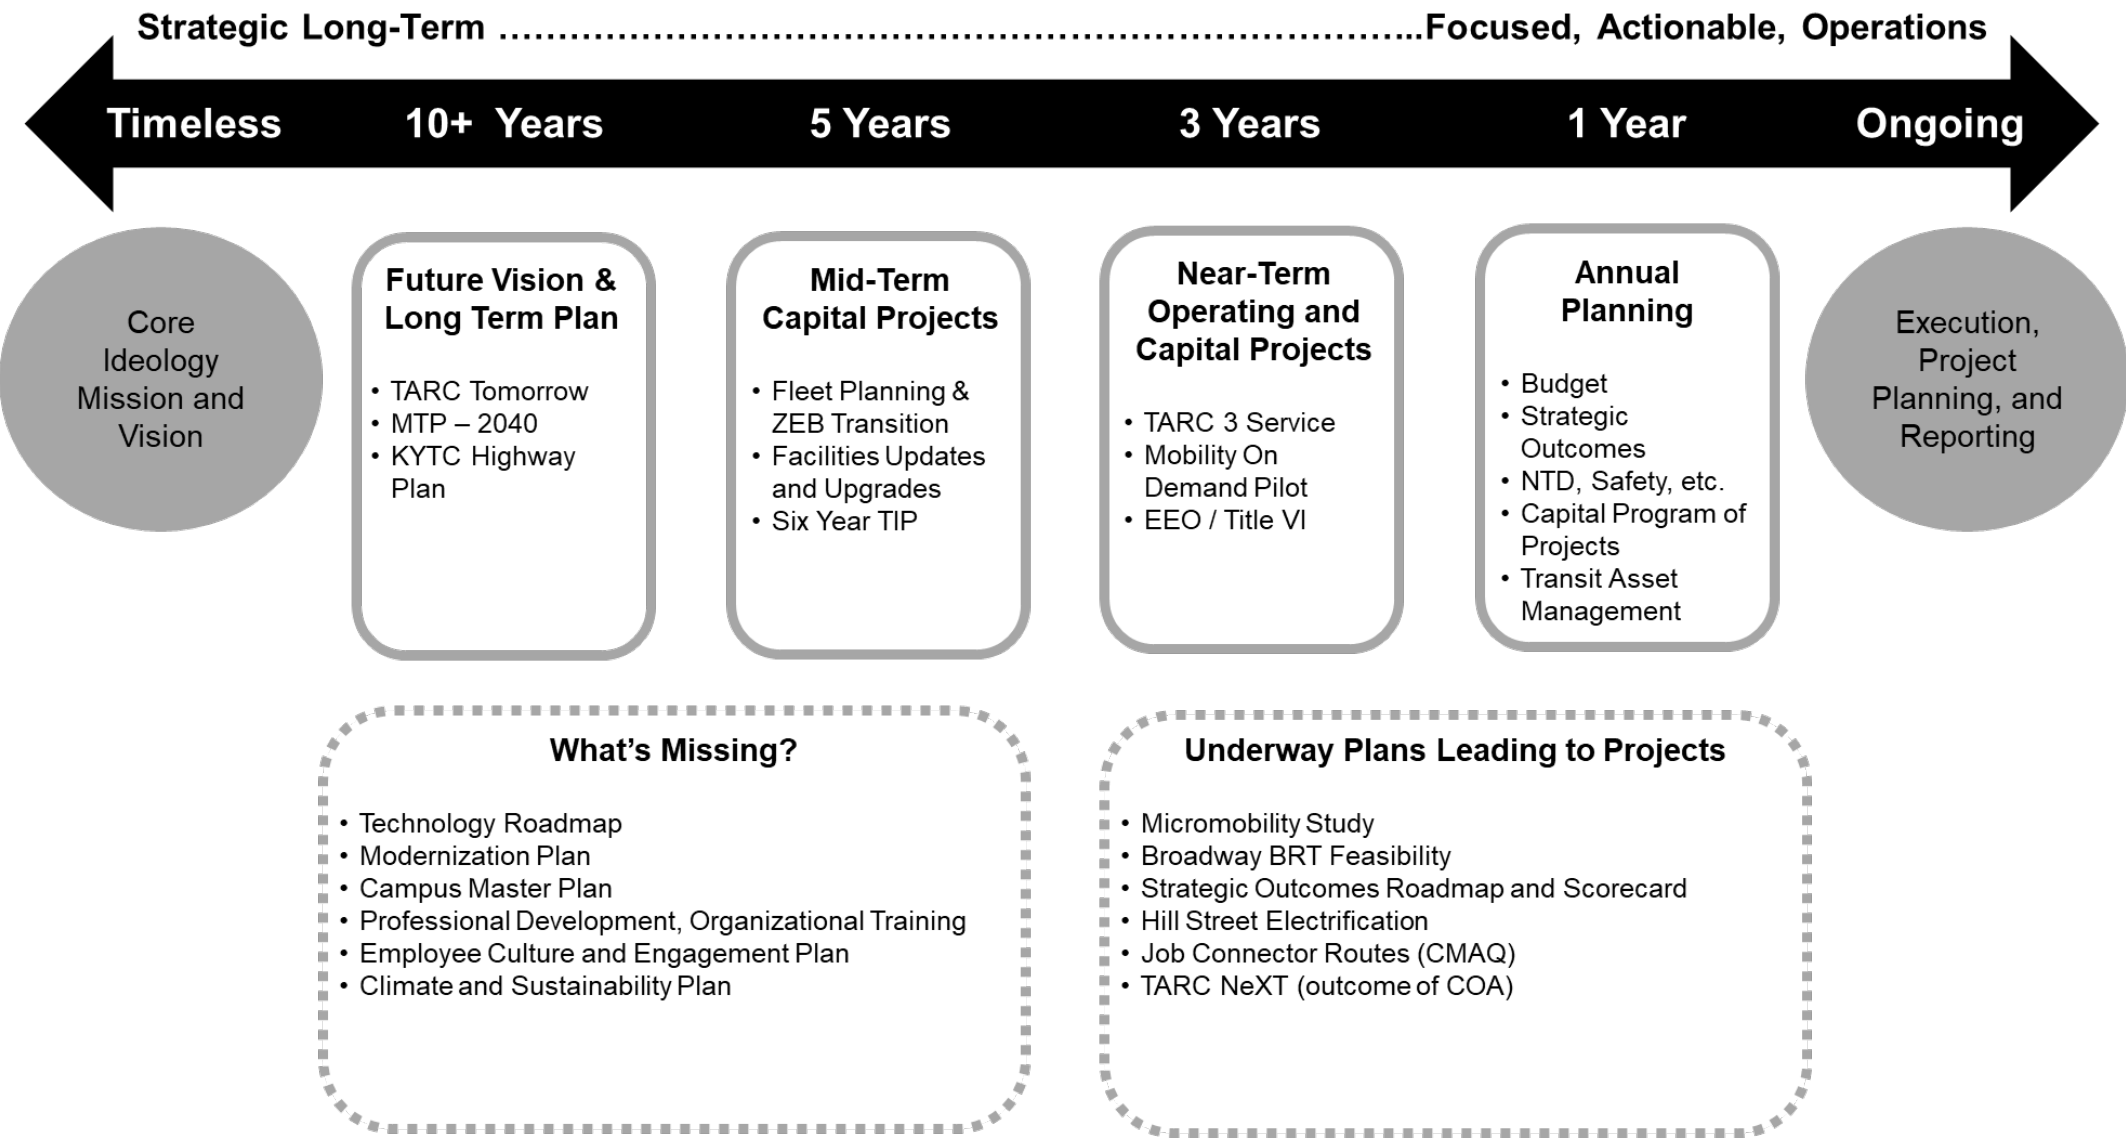 Strategic Long-Term …………………………………………………………………...Focused, Actionable, Operations
Timeless
10+ Years
5 Years
3 Years
1 Year
Ongoing
Core
Ideology
Mission and
Vision
Future Vision &
Long Term Plan
• TARC Tomorrow
• MTP – 2040
• KYTC Highway
Plan
Mid-Term
Capital Projects
• Fleet Planning &
ZEB Transition
• Facilities Updates
and Upgrades
• Six Year TIP
Near-Term
Operating and
Capital Projects
• TARC 3 Service
• Mobility On
Demand Pilot
• EEO / Title VI
Annual
Planning
• Budget
• Strategic
Outcomes
• NTD, Safety, etc.
• Capital Program of
Projects
• Transit Asset
Management
Execution,
Project
Planning, and
Reporting
What’s Missing?
• Technology Roadmap
• Modernization Plan
• Campus Master Plan
• Professional Development, Organizational Training
• Employee Culture and Engagement Plan
• Climate and Sustainability Plan
Underway Plans Leading to Projects
• Micromobility Study
• Broadway BRT Feasibility
• Strategic Outcomes Roadmap and Scorecard
• Hill Street Electrification
• Job Connector Routes (CMAQ)
• TARC NeXT (outcome of COA)